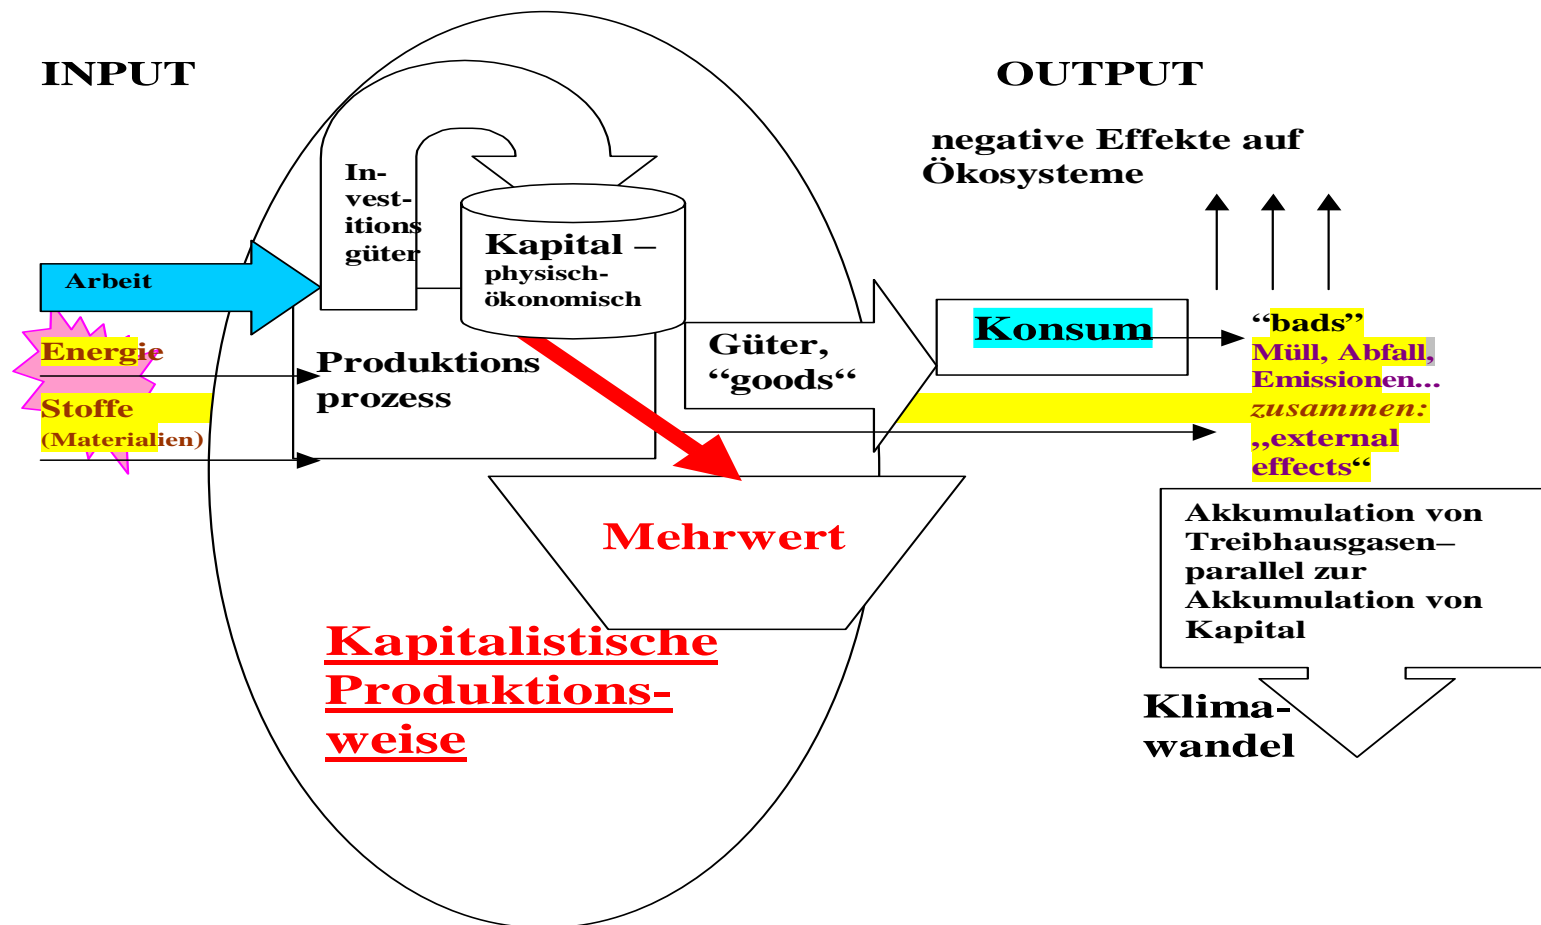 INPUT
OUTPUT
negative Effekte auf
Ökosysteme
In-
vest-
itions
güter
Kapital –
physisch-
ökonomisch
Arbeit
Energie
Stoffe
(Materialien)
Produktions
prozess
Güter,
“goods“
Konsum
“bads”
Müll, Abfall,
Emissionen...
zusammen:
„external
effects“
Mehrwert
Akkumulation von
Treibhausgasen–
parallel zur
Akkumulation von
Kapital
Kapitalistische
Produktions-
weise
Klima-
wandel